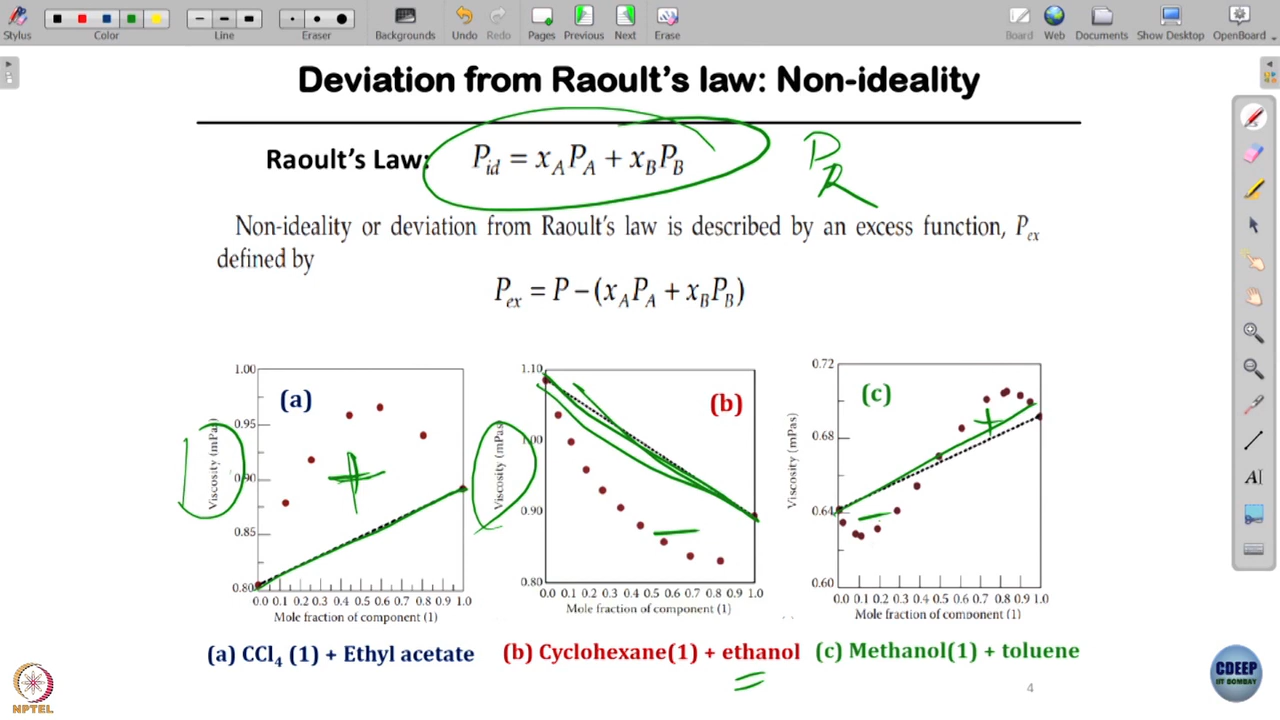 Stylus
Color
Line
Eraser
Backgrounds
Undo
Redo
Pages
Previous
Next
Erase
Board
Web
Documents
Show Desktop
OpenBoard
Deviation from Raoult's law: Non-ideality
Raoult's Law: P_id = x_A P_A + x_B P_B
P
R
Non-ideality or deviation from Raoult's law is described by an excess function, P_ex
defined by
P_ex = P – (x_A P_A + x_B P_B)
(a)
Viscosity (mPas)
1.00
0.95
0.90
0.85
0.80
0.0 0.1 0.2 0.3 0.4 0.5 0.6 0.7 0.8 0.9 1.0
Mole fraction of component (1)
+
(b)
Viscosity (mPas)
1.10
1.00
0.90
0.80
0.0 0.1 0.2 0.3 0.4 0.5 0.6 0.7 0.8 0.9 1.0
Mole fraction of component (1)
–
(c)
Viscosity (mPas)
0.72
0.68
0.64
0.60
0.0 0.1 0.2 0.3 0.4 0.5 0.6 0.7 0.8 0.9 1.0
Mole fraction of component (1)
+
–
(a) CCl₄ (1) + Ethyl acetate
(b) Cyclohexane(1) + ethanol
(c) Methanol(1) + toluene
4
NPTEL
CDEEP
IIT BOMBAY